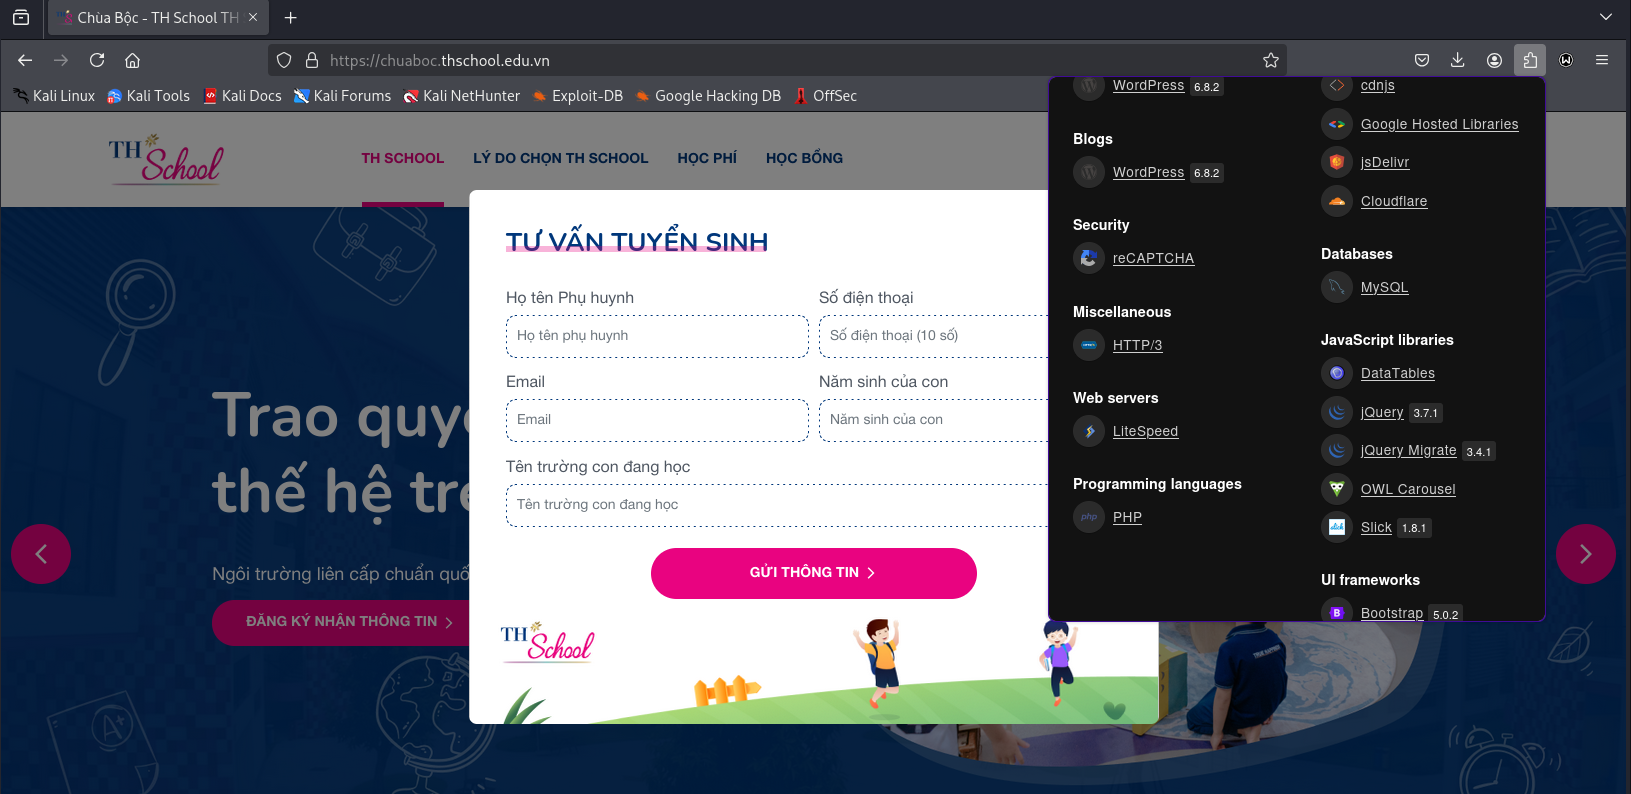 Chùa Bộc - TH School TH
https://chuaboc.thschool.edu.vn
Kali Linux
Kali Tools
Kali Docs
Kali Forums
Kali NetHunter
Exploit-DB
Google Hacking DB
OffSec
TH School
TH SCHOOL
LÝ DO CHỌN TH SCHOOL
HỌC PHÍ
HỌC BỔNG
Trao quyề
thế hệ trẻ
Ngôi trường liên cấp chuẩn quố
ĐĂNG KÝ NHẬN THÔNG TIN
TƯ VẤN TUYỂN SINH
Họ tên Phụ huynh
Số điện thoại
Họ tên phụ huynh
Số điện thoại (10 số)
Email
Năm sinh của con
Email
Năm sinh của con
Tên trường con đang học
Tên trường con đang học
GỬI THÔNG TIN
TH School
WordPress 6.8.2
Blogs
WordPress 6.8.2
Security
reCAPTCHA
Miscellaneous
HTTP/3
Web servers
LiteSpeed
Programming languages
php PHP
cdnjs
Google Hosted Libraries
jsDelivr
Cloudflare
Databases
MySQL
JavaScript libraries
DataTables
jQuery 3.7.1
jQuery Migrate 3.4.1
OWL Carousel
Slick 1.8.1
UI frameworks
B Bootstrap 5.0.2
A+